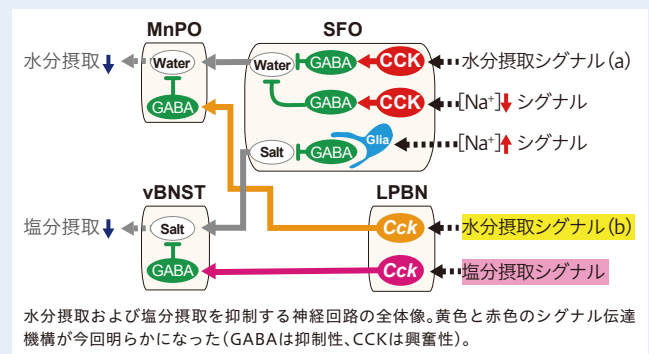 MnPO
SFO
水分摂取
Water
Water
GABA
CCK
水分摂取シグナル(a)
GABA
GABA
CCK
[Na⁺]シグナル
Salt
GABA
Glia
[Na⁺]シグナル
vBNST
LPBN
塩分摂取
Salt
Cck
水分摂取シグナル(b)
GABA
Cck
塩分摂取シグナル
水分摂取および塩分摂取を抑制する神経回路の全体像。黄色と赤色のシグナル伝達
機構が今回明らかになった(GABAは抑制性、CCKは興奮性)。